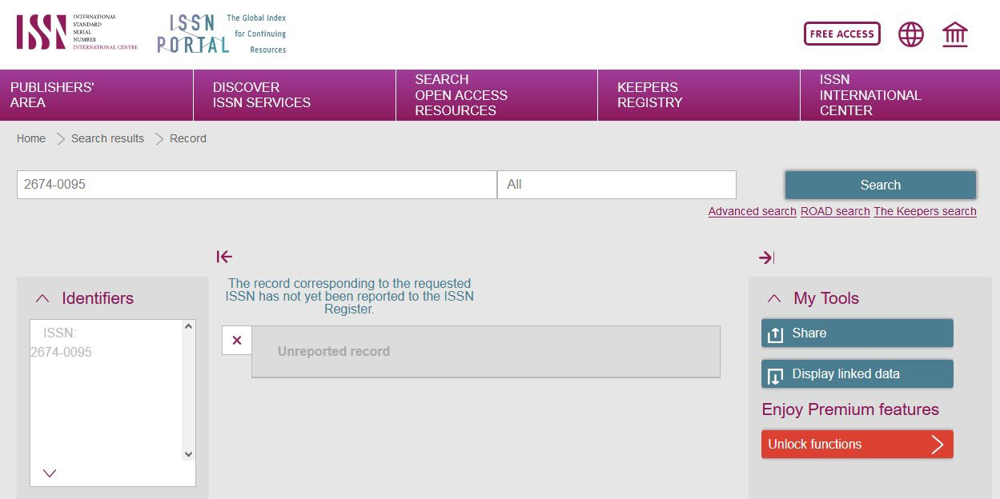 ISSN
INTERNATIONAL
STANDARD
SERIAL
NUMBER
INTERNATIONAL CENTRE
ISSN
PORTAL
The Global Index
for Continuing
Resources
FREE ACCESS
PUBLISHERS'
AREA
DISCOVER
ISSN SERVICES
SEARCH
OPEN ACCESS
RESOURCES
KEEPERS
REGISTRY
ISSN
INTERNATIONAL
CENTER
Home Search results Record
2674-0095 All Search
Advanced search ROAD search The Keepers search
Identifiers
ISSN:
2674-0095
The record corresponding to the requested
ISSN has not yet been reported to the ISSN
Register.
Unreported record
My Tools
Share
Display linked data
Enjoy Premium features
Unlock functions